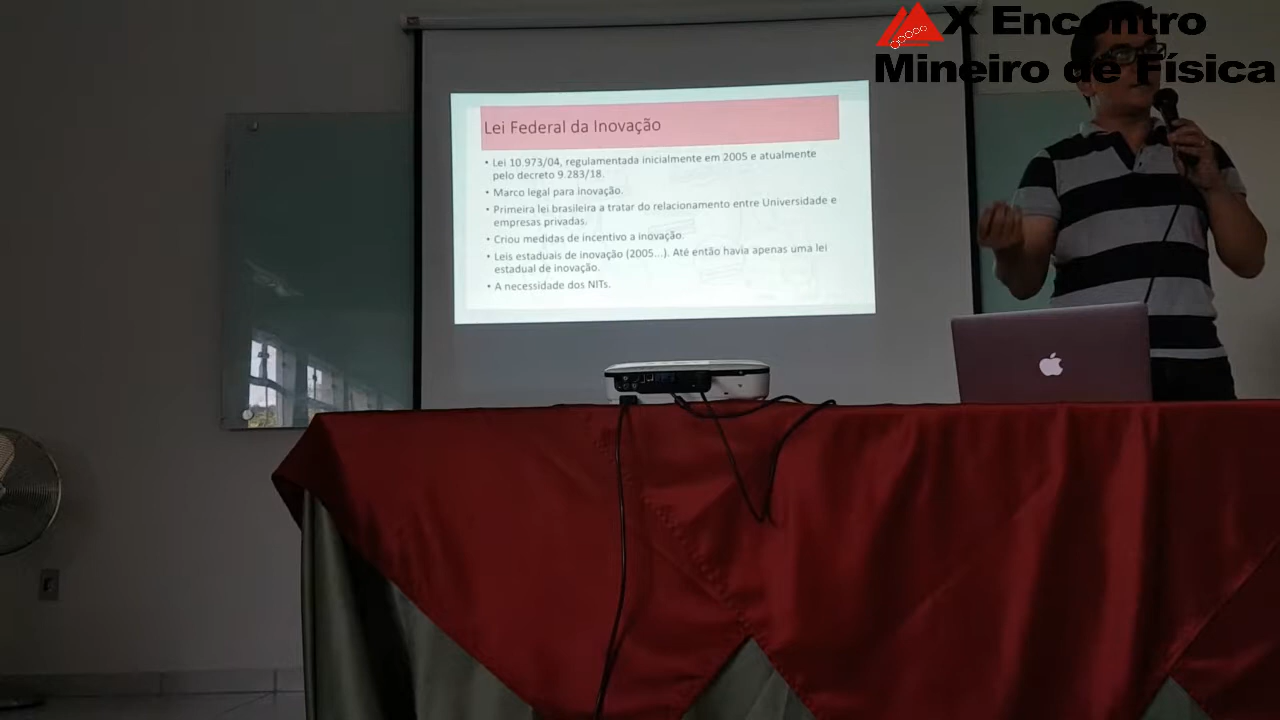 X Encontro
Mineiro de Física
Lei Federal da Inovação
• Lei 10.973/04, regulamentada inicialmente em 2005 e atualmente
pelo decreto 9.283/18.
• Marco legal para inovação.
• Primeira lei brasileira a tratar do relacionamento entre Universidade e
empresas privadas.
• Criou medidas de incentivo a inovação.
• Leis estaduais de inovação (2005...). Até então havia apenas uma lei
estadual de inovação.
• A necessidade dos NITs.